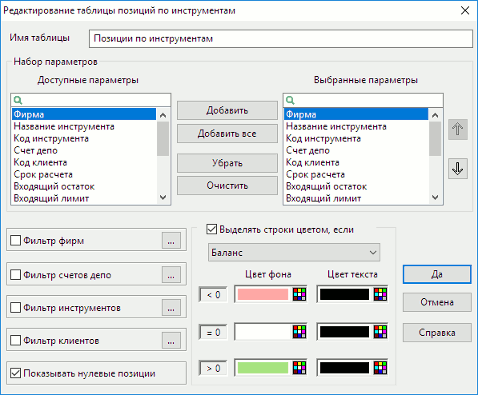 Редактирование таблицы позиций по инструментам
Имя таблицы
Позиции по инструментам
Набор параметров
Доступные параметры
Фирма
Название инструмента
Код инструмента
Счет депо
Код клиента
Срок расчета
Входящий остаток
Входящий лимит
Добавить
Добавить все
Убрать
Очистить
Выбранные параметры
Фирма
Название инструмента
Код инструмента
Счет депо
Код клиента
Срок расчета
Входящий остаток
Входящий лимит
Фильтр фирм ...
Фильтр счетов депо ...
Фильтр инструментов ...
Фильтр клиентов ...
Показывать нулевые позиции
Выделять строки цветом, если
Баланс
Цвет фона Цвет текста
< 0
= 0
> 0
Да
Отмена
Справка